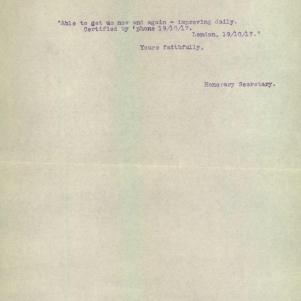 "Able to get up now and again - improving daily.
Certified by 'phone 19/10/17.
London, 19/10/17."
Yours faithfully,
Honorary Secretary.